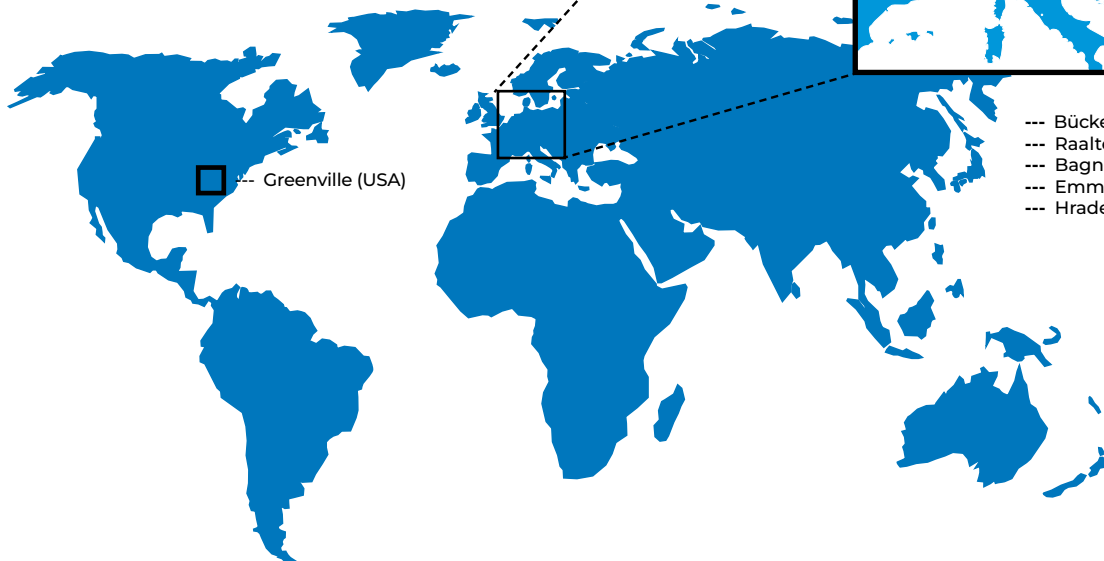 --- Greenville (USA)
--- Bücke
--- Raalte
--- Bagn
--- Emm
--- Hrade